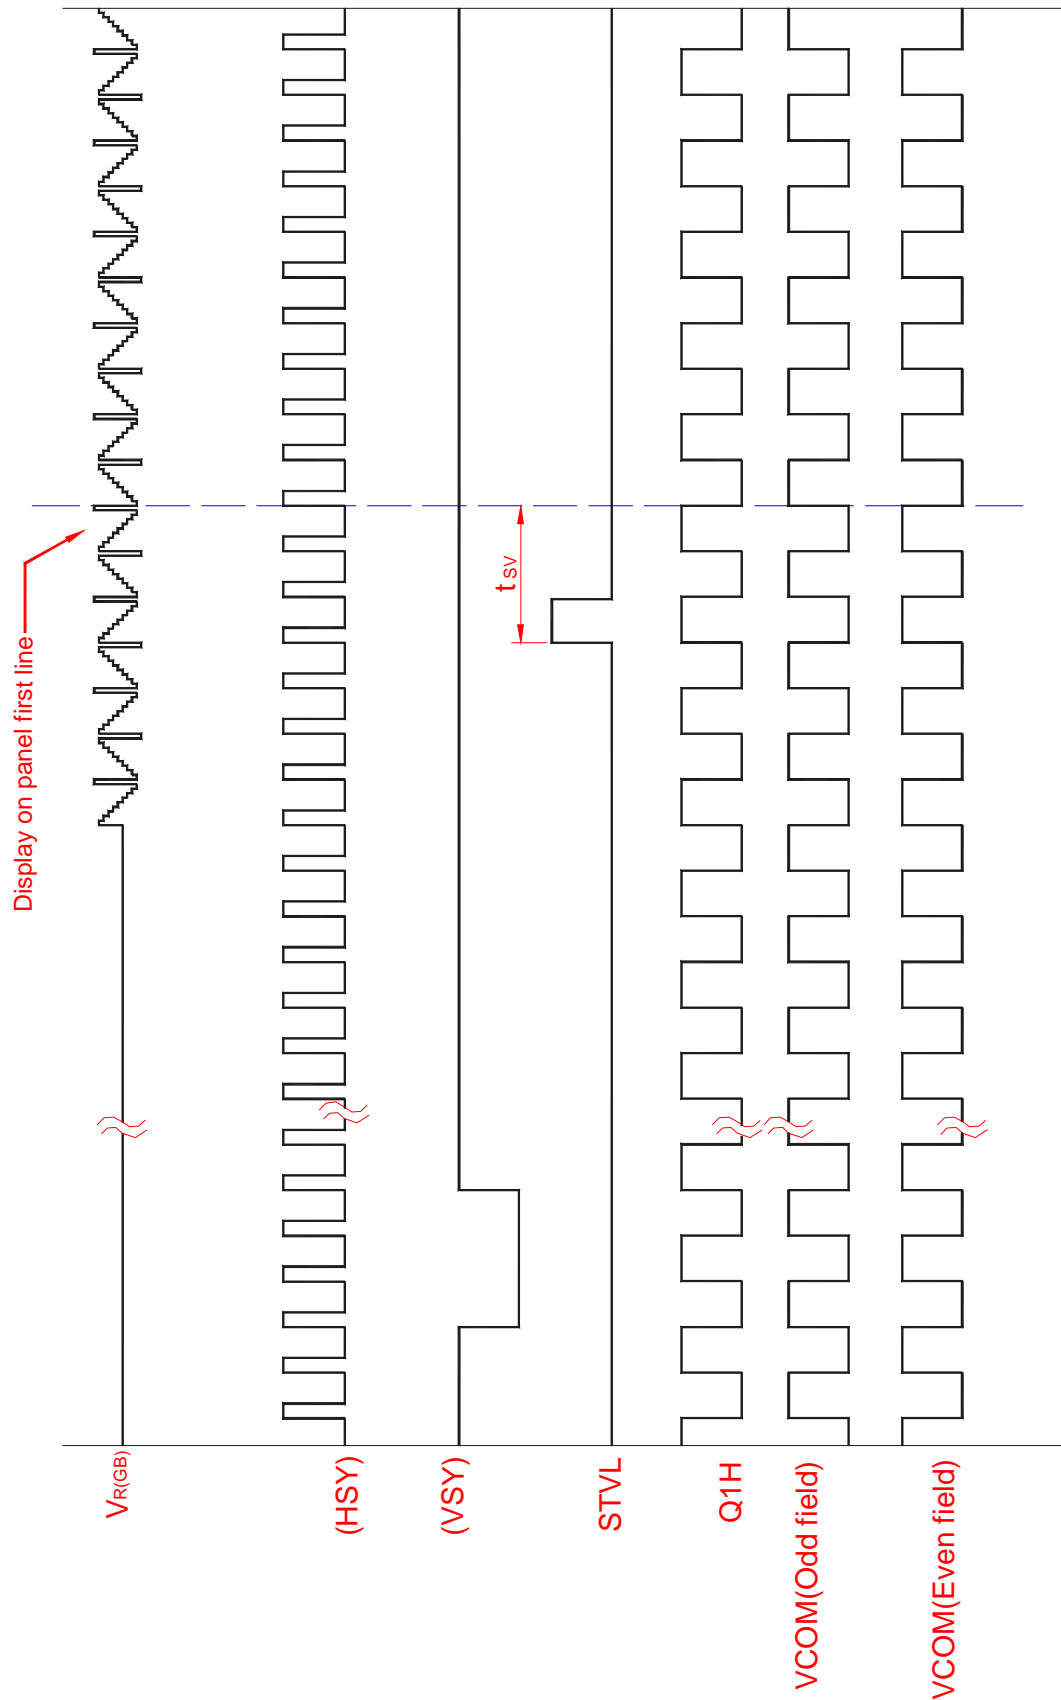 Display on panel first line
tSV
VR(GB)
(HSY)
(VSY)
STVL
Q1H
VCOM(Odd field)
VCOM(Even field)